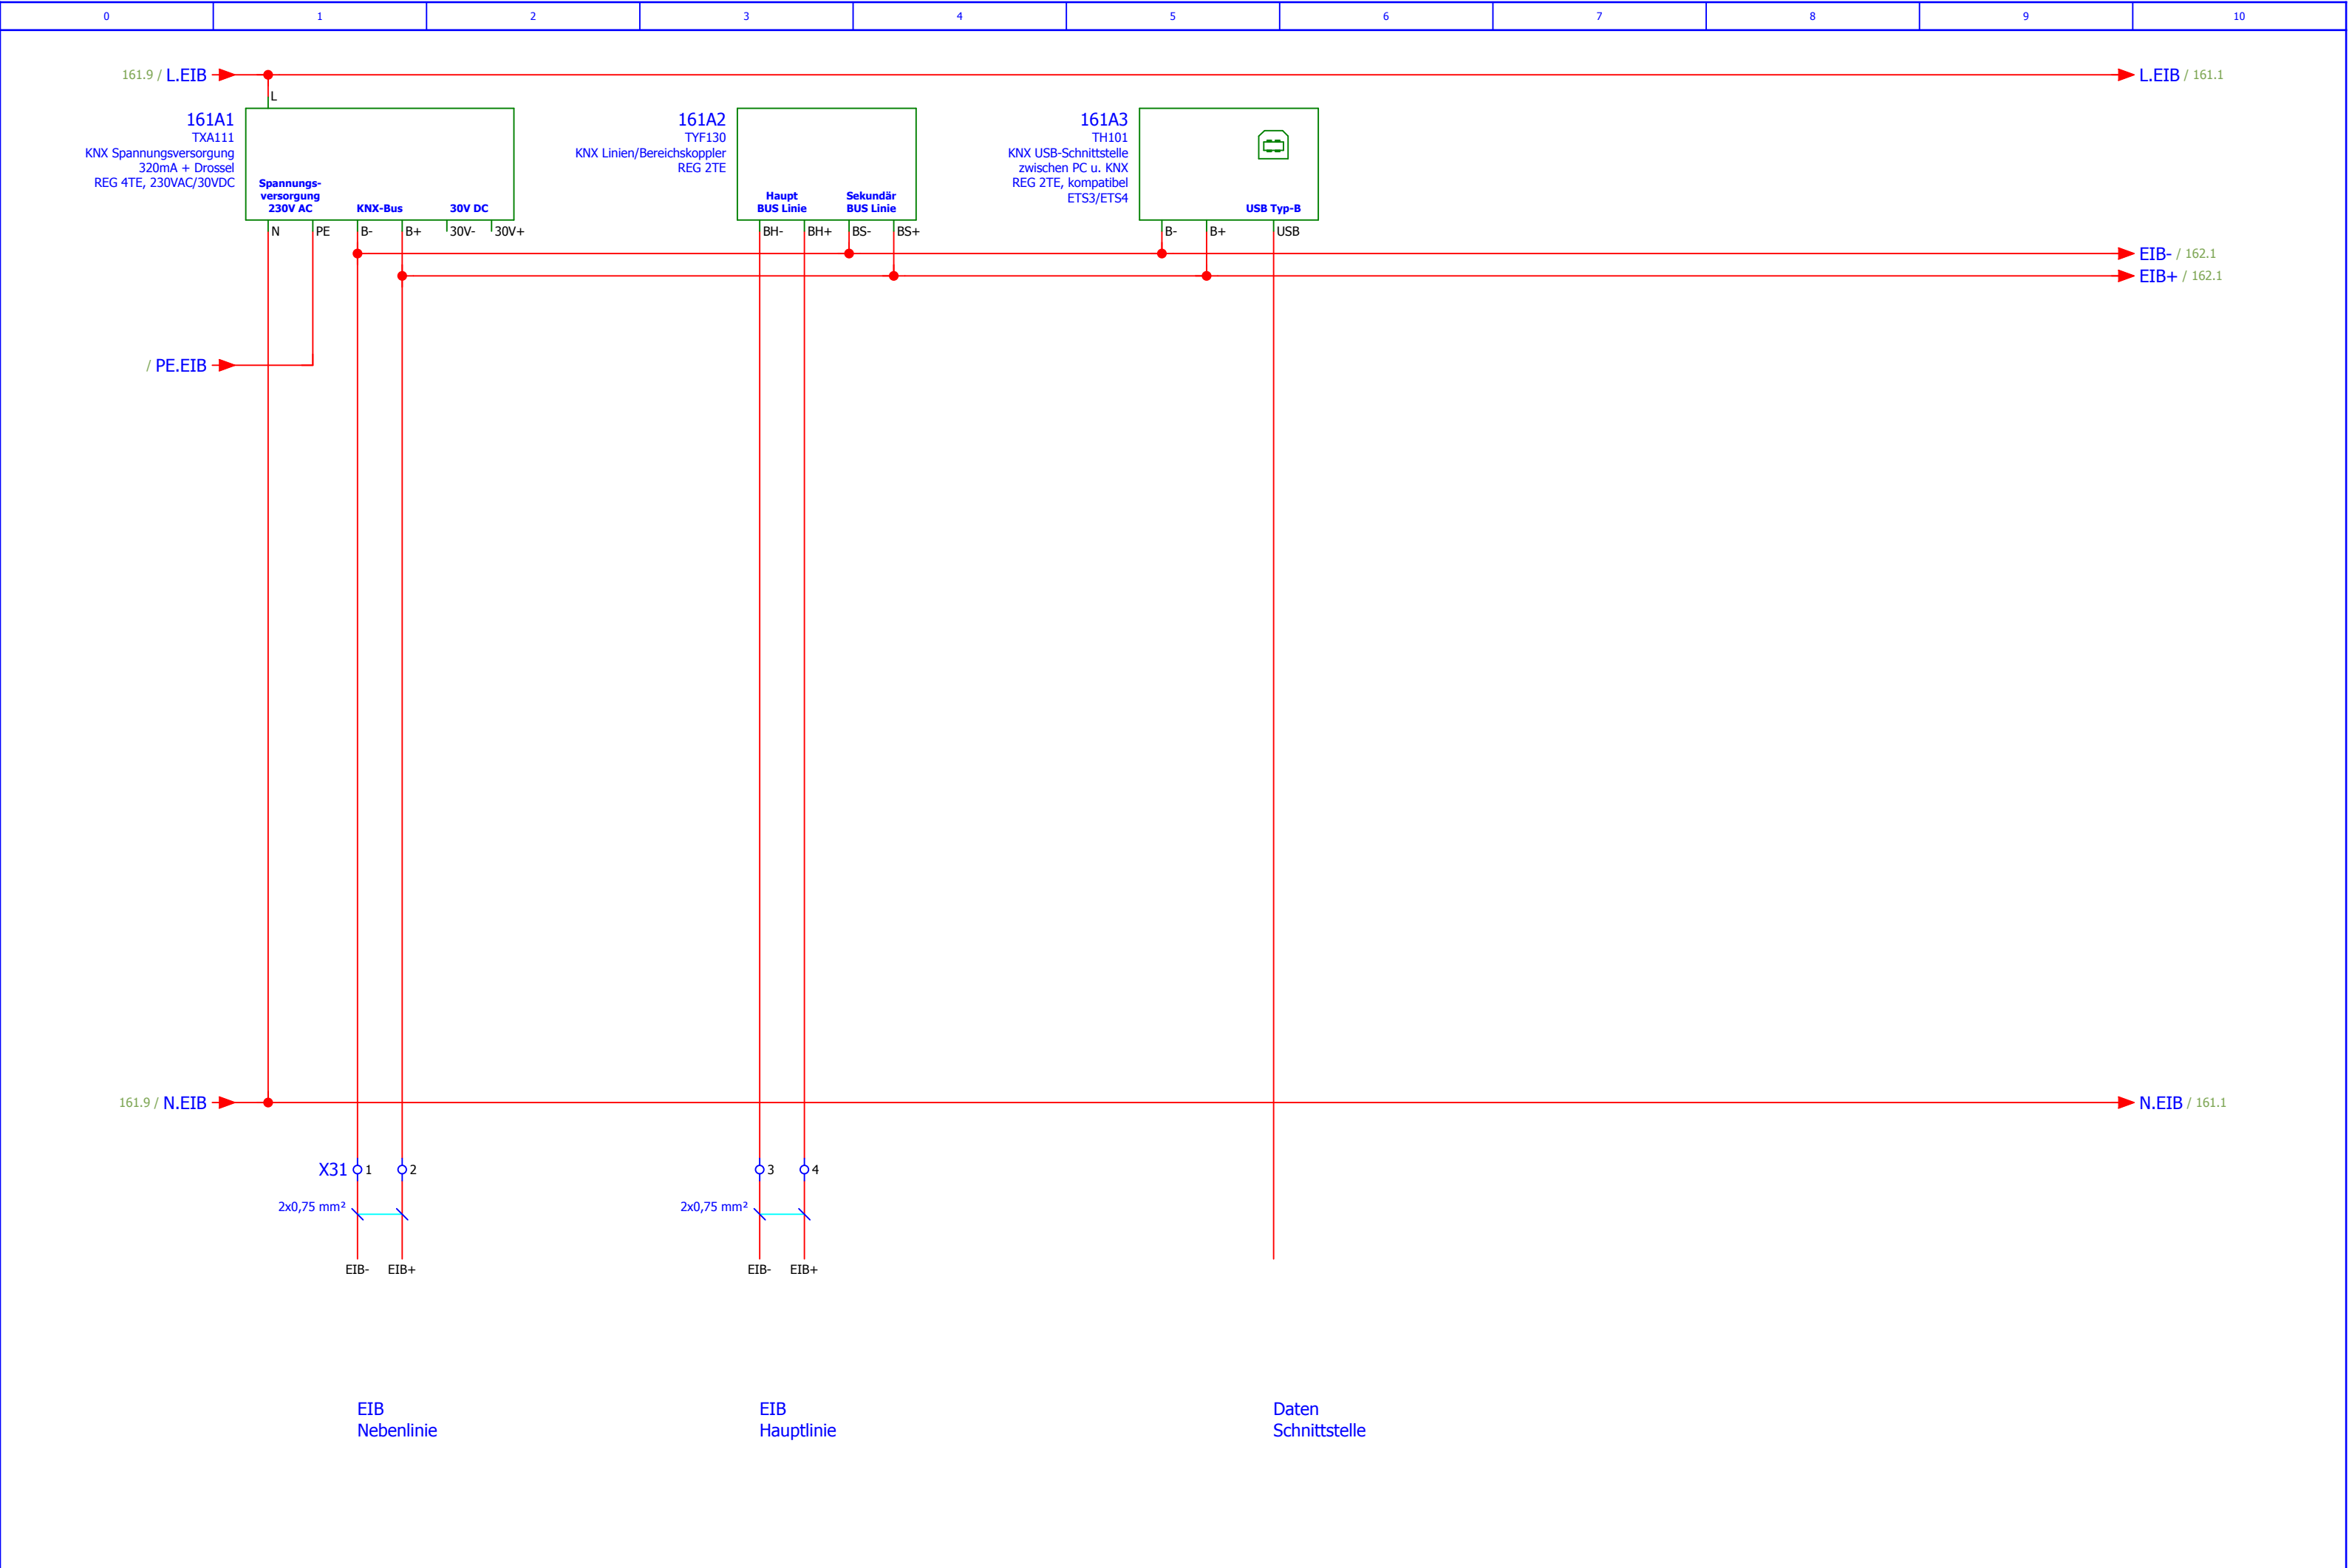 0 1 2 3 4 5 6 7 8 9 10
161.9 / L.EIB
L.EIB / 161.1
L
161A1
TXA111
KNX Spannungsversorgung
320mA + Drossel
REG 4TE, 230VAC/30VDC
Spannungs-
versorgung
230V AC
KNX-Bus
30V DC
N PE B- B+ 30V- 30V+
161A2
TYF130
KNX Linien/Bereichskoppler
REG 2TE
Haupt
BUS Linie
Sekundär
BUS Linie
BH- BH+ BS- BS+
161A3
TH101
KNX USB-Schnittstelle
zwischen PC u. KNX
REG 2TE, kompatibel
ETS3/ETS4
USB Typ-B
B- B+ USB
EIB- / 162.1
EIB+ / 162.1
/ PE.EIB
161.9 / N.EIB
N.EIB / 161.1
X31 1 2 3 4
2x0,75 mm² 2x0,75 mm²
EIB- EIB+ EIB- EIB+
EIB
Nebenlinie
EIB
Hauptlinie
Daten
Schnittstelle